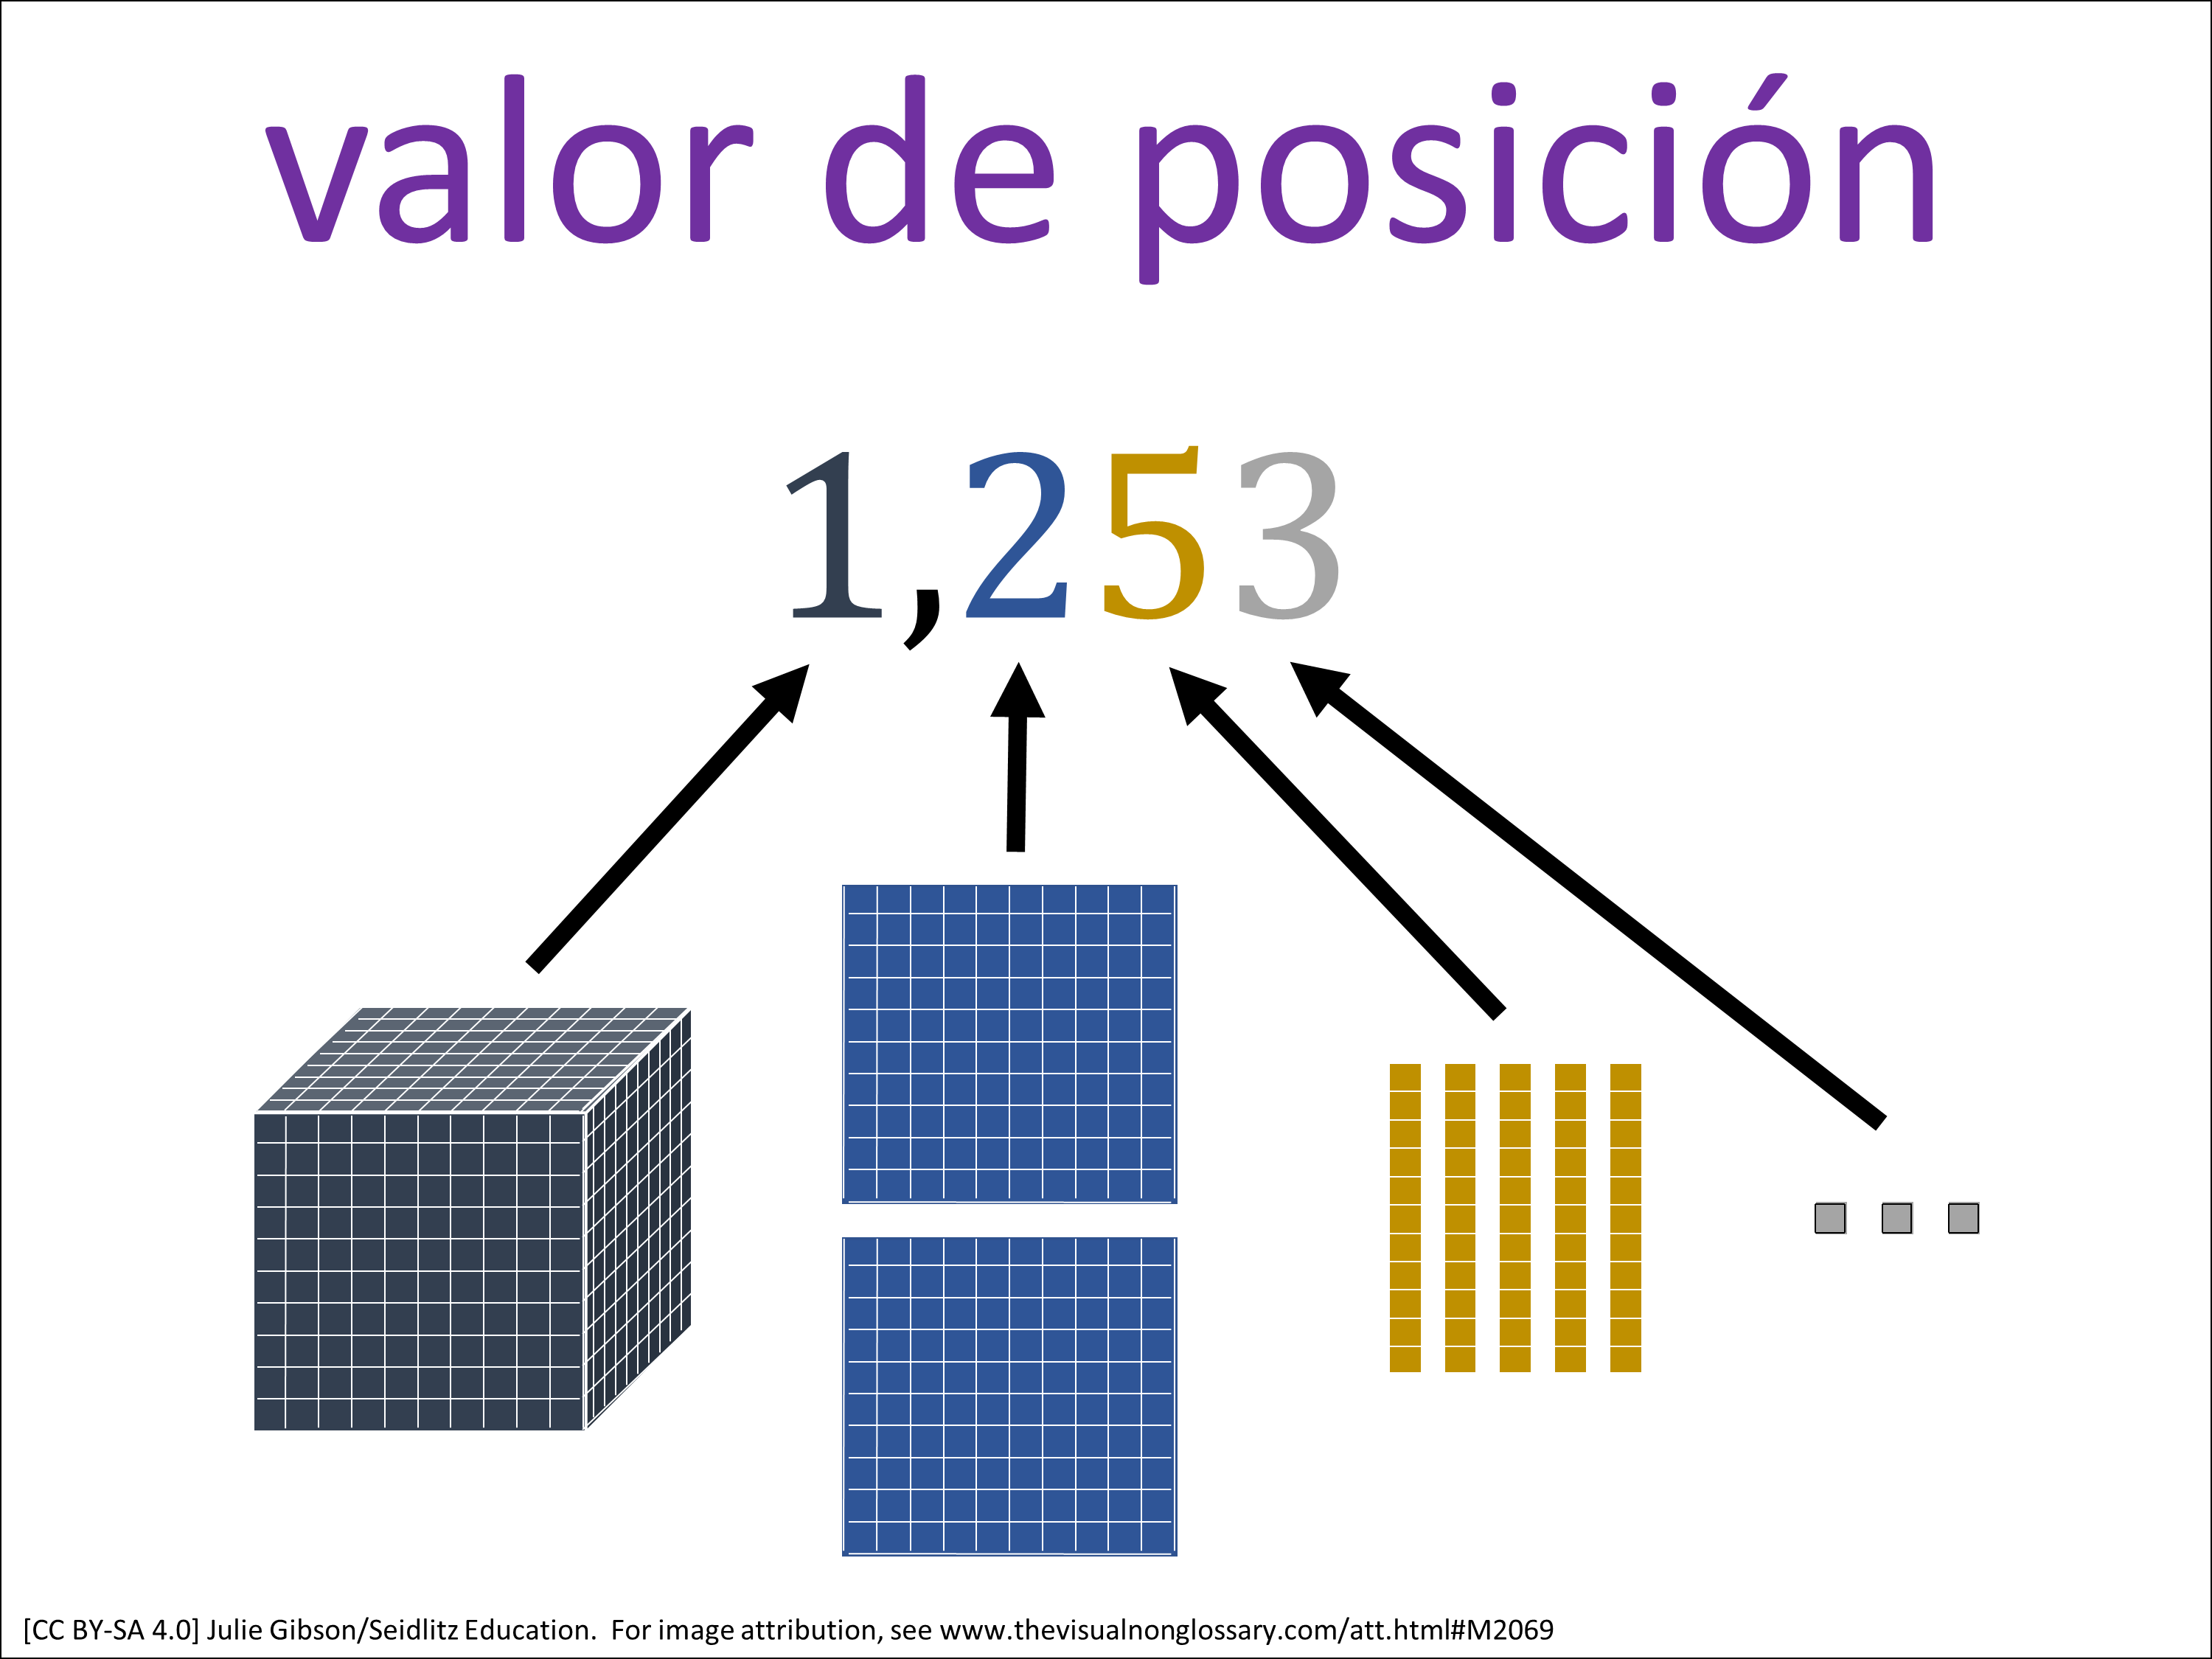 valor de posición
1,253
[CC BY-SA 4.0] Julie Gibson/Seidlitz Education.  For image attribution, see www.thevisualnonglossary.com/att.html#M2069